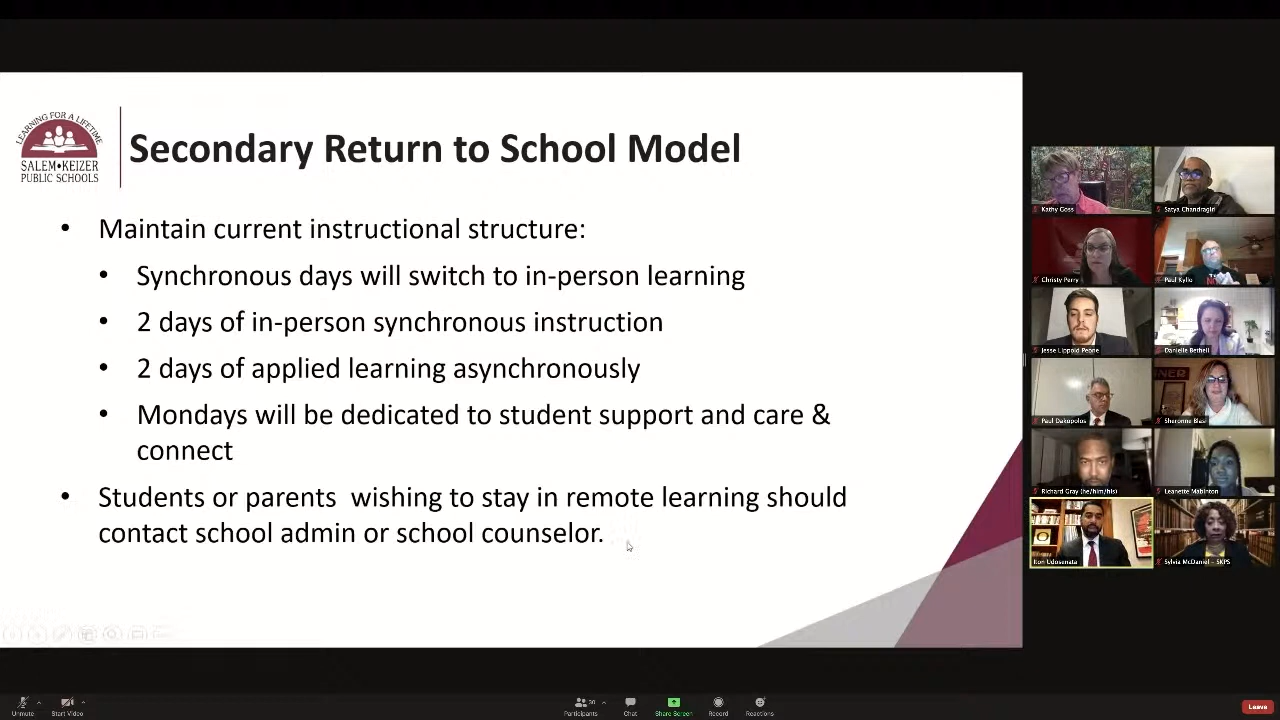 LEARNING FOR A LIFETIME
SALEM•KEIZER
PUBLIC SCHOOLS
Secondary Return to School Model
• Maintain current instructional structure:
• Synchronous days will switch to in-person learning
• 2 days of in-person synchronous instruction
• 2 days of applied learning asynchronously
• Mondays will be dedicated to student support and care &
connect
• Students or parents  wishing to stay in remote learning should
contact school admin or school counselor.
Kathy Goss
Satya Chandragiri
Christy Perry
Paul Kyllo
Jesse Lippold Peone
Danielle Bethell
Paul Dakopolos
Sheronne Blasi
Richard Gray (he/him/his)
Leanette Mabinton
Iton Udosenata
Sylvia McDaniel - SKPS
Unmute
Start Video
30
Participants
Chat
Share Screen
Record
Reactions
Leave